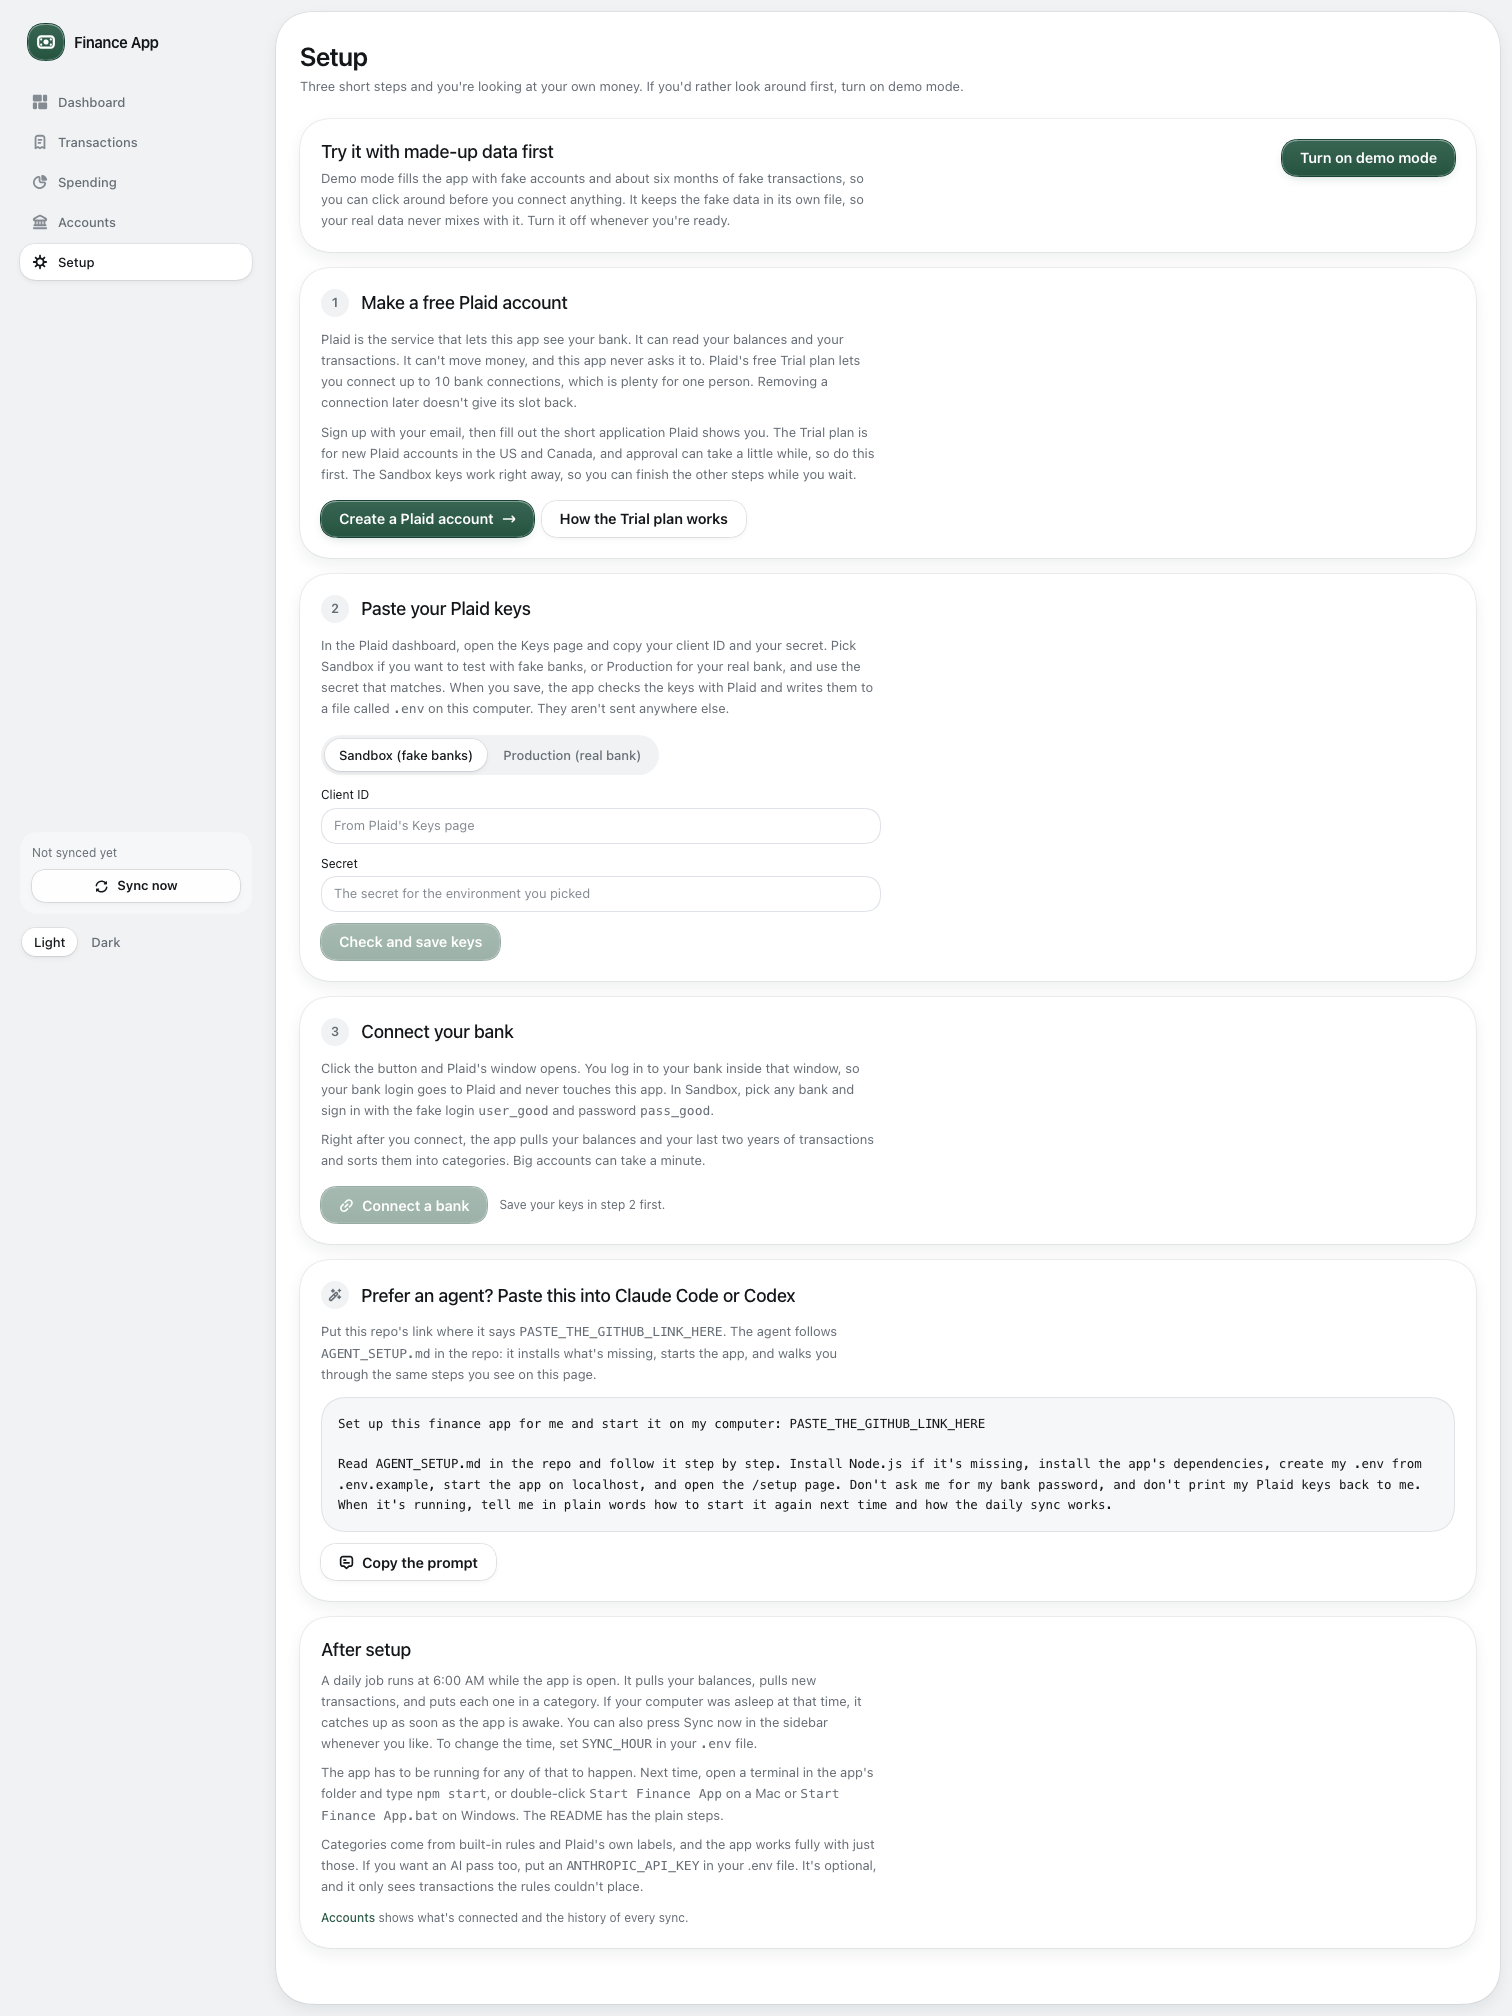 Finance App
Dashboard
Transactions
Spending
Accounts
Setup
Not synced yet
Sync now
Light
Dark
Setup
Three short steps and you're looking at your own money. If you'd rather look around first, turn on demo mode.
Try it with made-up data first
Demo mode fills the app with fake accounts and about six months of fake transactions, so
you can click around before you connect anything. It keeps the fake data in its own file, so
your real data never mixes with it. Turn it off whenever you're ready.
Turn on demo mode
1
Make a free Plaid account
Plaid is the service that lets this app see your bank. It can read your balances and your
transactions. It can't move money, and this app never asks it to. Plaid's free Trial plan lets
you connect up to 10 bank connections, which is plenty for one person. Removing a
connection later doesn't give its slot back.
Sign up with your email, then fill out the short application Plaid shows you. The Trial plan is
for new Plaid accounts in the US and Canada, and approval can take a little while, so do this
first. The Sandbox keys work right away, so you can finish the other steps while you wait.
Create a Plaid account →
How the Trial plan works
2
Paste your Plaid keys
In the Plaid dashboard, open the Keys page and copy your client ID and your secret. Pick
Sandbox if you want to test with fake banks, or Production for your real bank, and use the
secret that matches. When you save, the app checks the keys with Plaid and writes them to
a file called .env on this computer. They aren't sent anywhere else.
Sandbox (fake banks)
Production (real bank)
Client ID
From Plaid's Keys page
Secret
The secret for the environment you picked
Check and save keys
3
Connect your bank
Click the button and Plaid's window opens. You log in to your bank inside that window, so
your bank login goes to Plaid and never touches this app. In Sandbox, pick any bank and
sign in with the fake login user_good and password pass_good.
Right after you connect, the app pulls your balances and your last two years of transactions
and sorts them into categories. Big accounts can take a minute.
Connect a bank
Save your keys in step 2 first.
Prefer an agent? Paste this into Claude Code or Codex
Put this repo's link where it says PASTE_THE_GITHUB_LINK_HERE. The agent follows
AGENT_SETUP.md in the repo: it installs what's missing, starts the app, and walks you
through the same steps you see on this page.
Set up this finance app for me and start it on my computer: PASTE_THE_GITHUB_LINK_HERE
Read AGENT_SETUP.md in the repo and follow it step by step. Install Node.js if it's missing, install the app's dependencies, create my .env from
.env.example, start the app on localhost, and open the /setup page. Don't ask me for my bank password, and don't print my Plaid keys back to me.
When it's running, tell me in plain words how to start it again next time and how the daily sync works.
Copy the prompt
After setup
A daily job runs at 6:00 AM while the app is open. It pulls your balances, pulls new
transactions, and puts each one in a category. If your computer was asleep at that time, it
catches up as soon as the app is awake. You can also press Sync now in the sidebar
whenever you like. To change the time, set SYNC_HOUR in your .env file.
The app has to be running for any of that to happen. Next time, open a terminal in the app's
folder and type npm start, or double-click Start Finance App on a Mac or Start
Finance App.bat on Windows. The README has the plain steps.
Categories come from built-in rules and Plaid's own labels, and the app works fully with just
those. If you want an AI pass too, put an ANTHROPIC_API_KEY in your .env file. It's optional,
and it only sees transactions the rules couldn't place.
Accounts shows what's connected and the history of every sync.